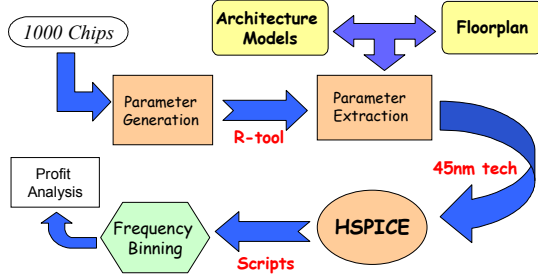 1000 Chips
Architecture
Models
Floorplan
Parameter
Generation
R-tool
Parameter
Extraction
45nm tech
HSPICE
Scripts
Frequency
Binning
Profit
Analysis